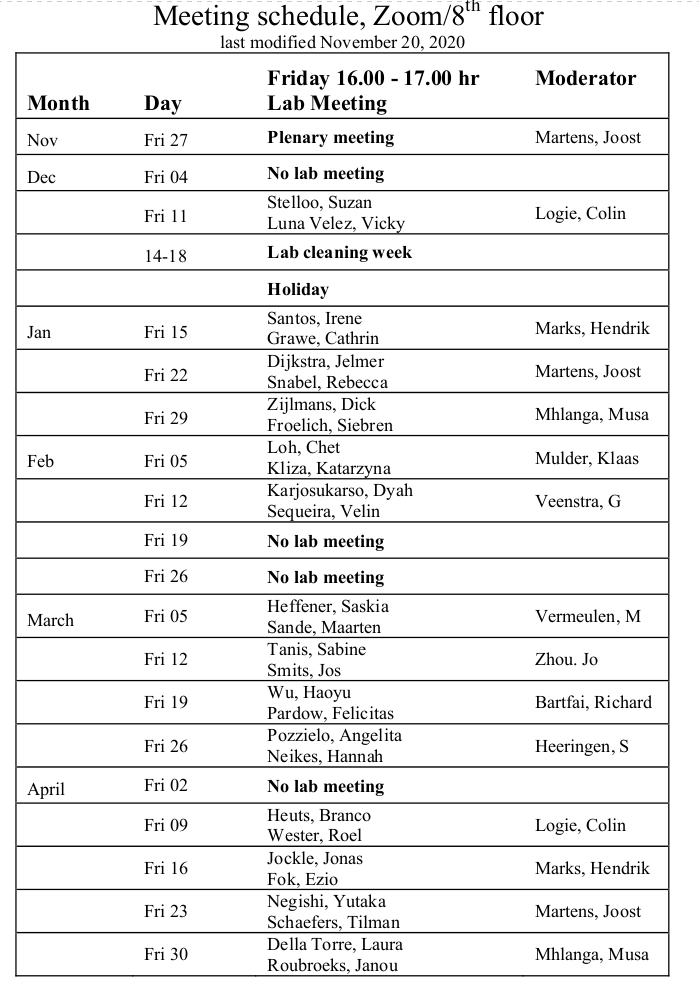 Meeting schedule, Zoom/8th floor
last modified November 20, 2020
Month Day Friday 16.00 - 17.00 hr Lab Meeting Moderator
Nov Fri 27 Plenary meeting Martens, Joost
Dec Fri 04 No lab meeting
Fri 11 Stelloo, Suzan
Luna Velez, Vicky Logie, Colin
14-18 Lab cleaning week
Holiday
Jan Fri 15 Santos, Irene
Grawe, Cathrin Marks, Hendrik
Fri 22 Dijkstra, Jelmer
Snabel, Rebecca Martens, Joost
Fri 29 Zijlmans, Dick
Froelich, Siebren Mhlanga, Musa
Feb Fri 05 Loh, Chet
Kliza, Katarzyna Mulder, Klaas
Fri 12 Karjosukarso, Dyah
Sequeira, Velin Veenstra, G
Fri 19 No lab meeting
Fri 26 No lab meeting
March Fri 05 Heffener, Saskia
Sande, Maarten Vermeulen, M
Fri 12 Tanis, Sabine
Smits, Jos Zhou. Jo
Fri 19 Wu, Haoyu
Pardow, Felicitas Bartfai, Richard
Fri 26 Pozzielo, Angelita
Neikes, Hannah Heeringen, S
April Fri 02 No lab meeting
Fri 09 Heuts, Branco
Wester, Roel Logie, Colin
Fri 16 Jockle, Jonas
Fok, Ezio Marks, Hendrik
Fri 23 Negishi, Yutaka
Schaefers, Tilman Martens, Joost
Fri 30 Della Torre, Laura
Roubroeks, Janou Mhlanga, Musa